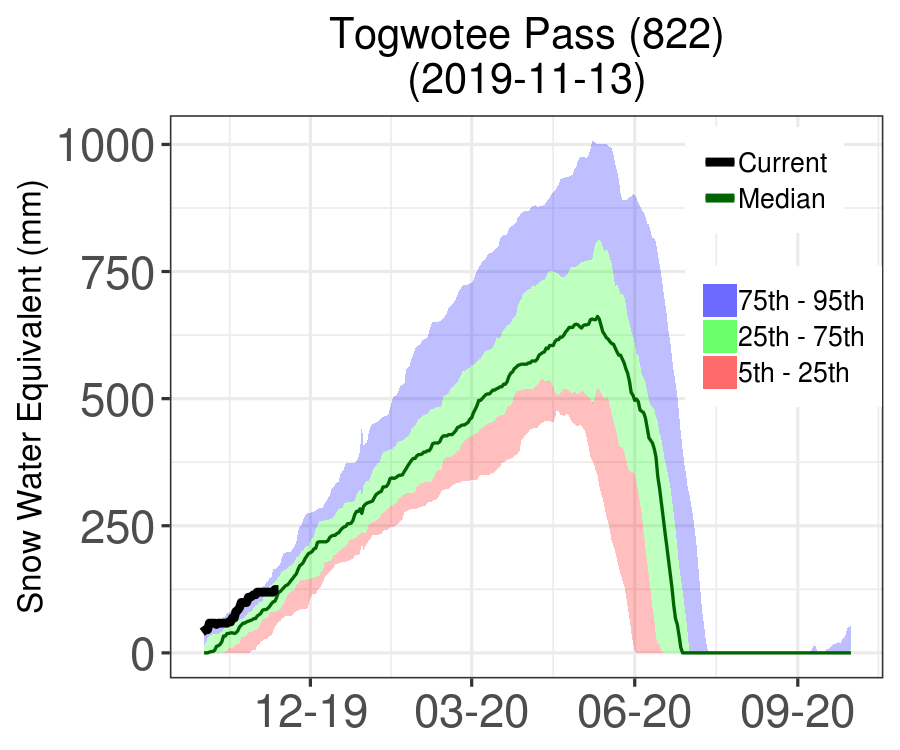 Togwotee Pass (822)
(2019-11-13)
Snow Water Equivalent (mm)
1000
750
500
250
0
12-19
03-20
06-20
09-20
Current
Median
75th - 95th
25th - 75th
5th - 25th